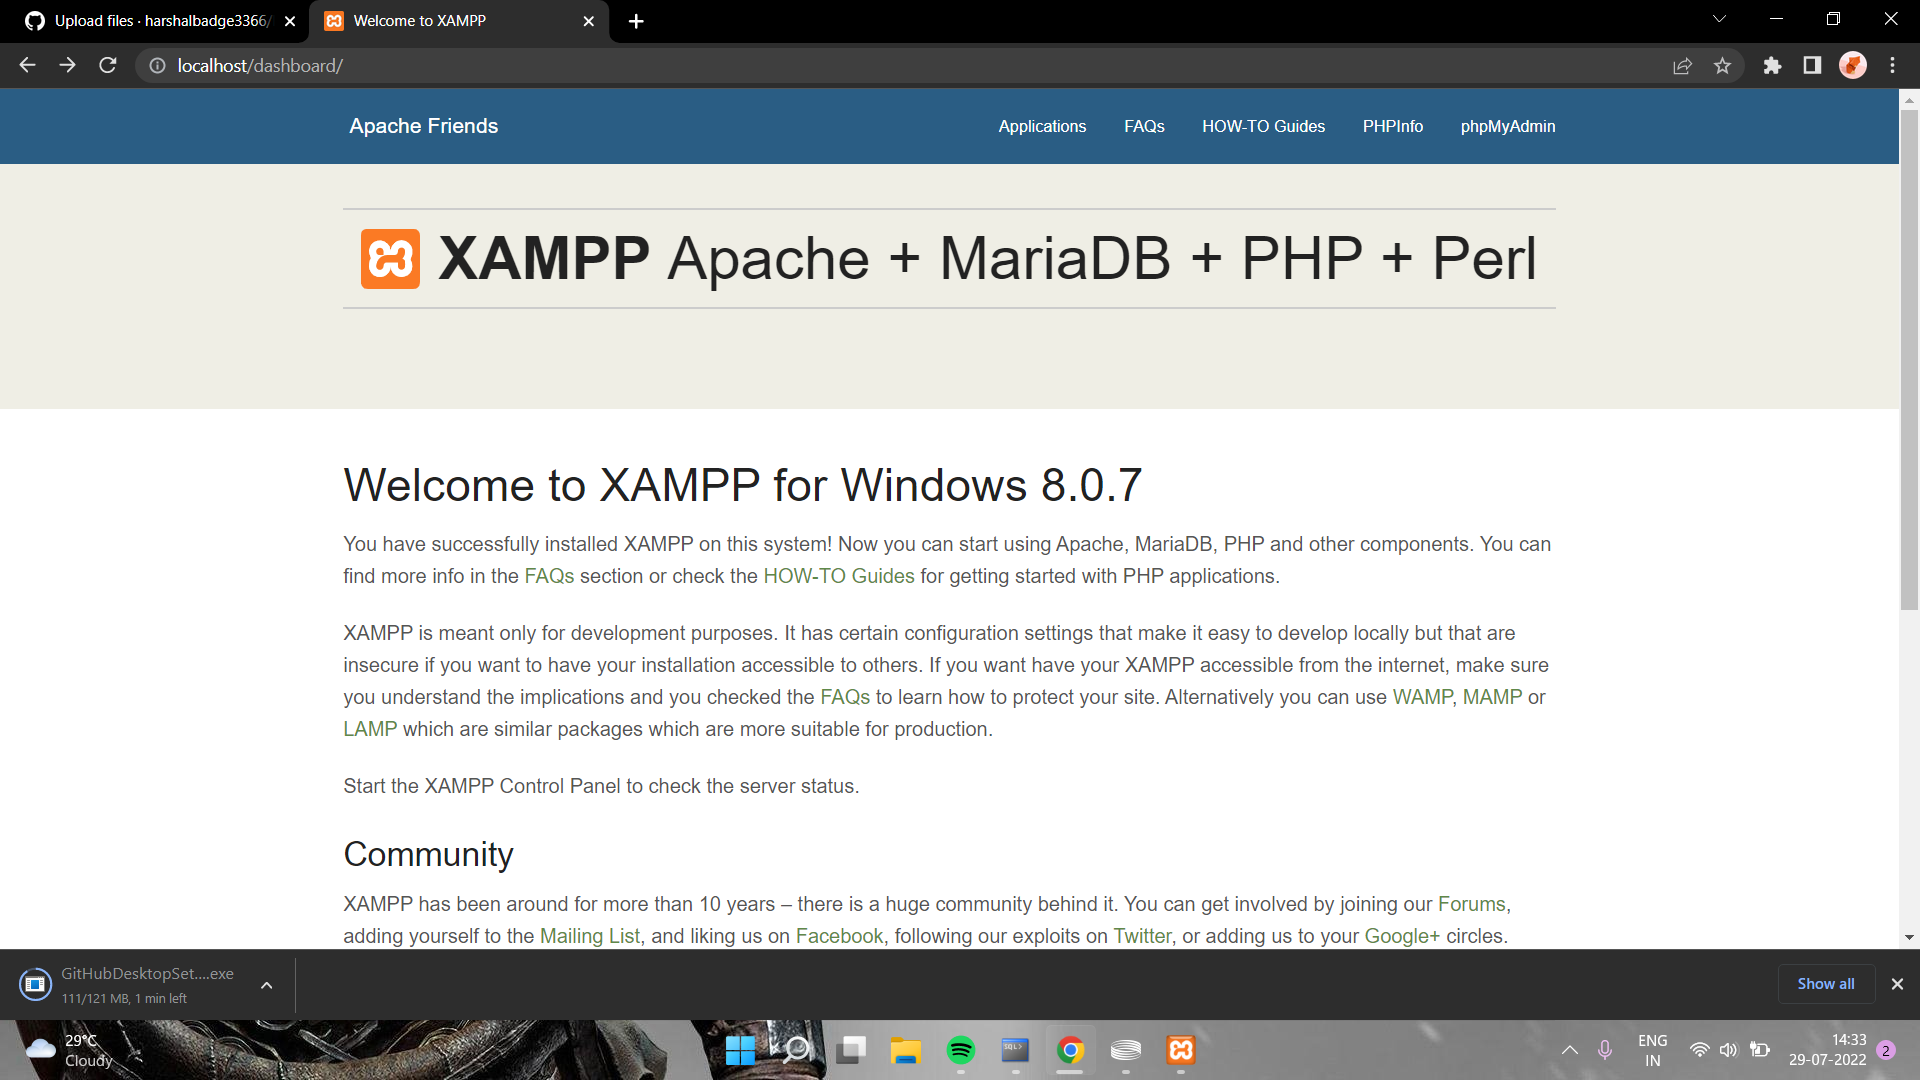 Upload files · harshalbadge3366/
Welcome to XAMPP
localhost/dashboard/
Apache Friends
Applications
FAQs
HOW-TO Guides
PHPInfo
phpMyAdmin
XAMPP Apache + MariaDB + PHP + Perl
Welcome to XAMPP for Windows 8.0.7
You have successfully installed XAMPP on this system! Now you can start using Apache, MariaDB, PHP and other components. You can
find more info in the FAQs section or check the HOW-TO Guides for getting started with PHP applications.
XAMPP is meant only for development purposes. It has certain configuration settings that make it easy to develop locally but that are
insecure if you want to have your installation accessible to others. If you want have your XAMPP accessible from the internet, make sure
you understand the implications and you checked the FAQs to learn how to protect your site. Alternatively you can use WAMP, MAMP or
LAMP which are similar packages which are more suitable for production.
Start the XAMPP Control Panel to check the server status.
Community
XAMPP has been around for more than 10 years – there is a huge community behind it. You can get involved by joining our Forums,
adding yourself to the Mailing List, and liking us on Facebook, following our exploits on Twitter, or adding us to your Google+ circles.
GitHubDesktopSet....exe
111/121 MB, 1 min left
Show all
29°C
Cloudy
SQL>
ENG
IN
14:33
29-07-2022
2